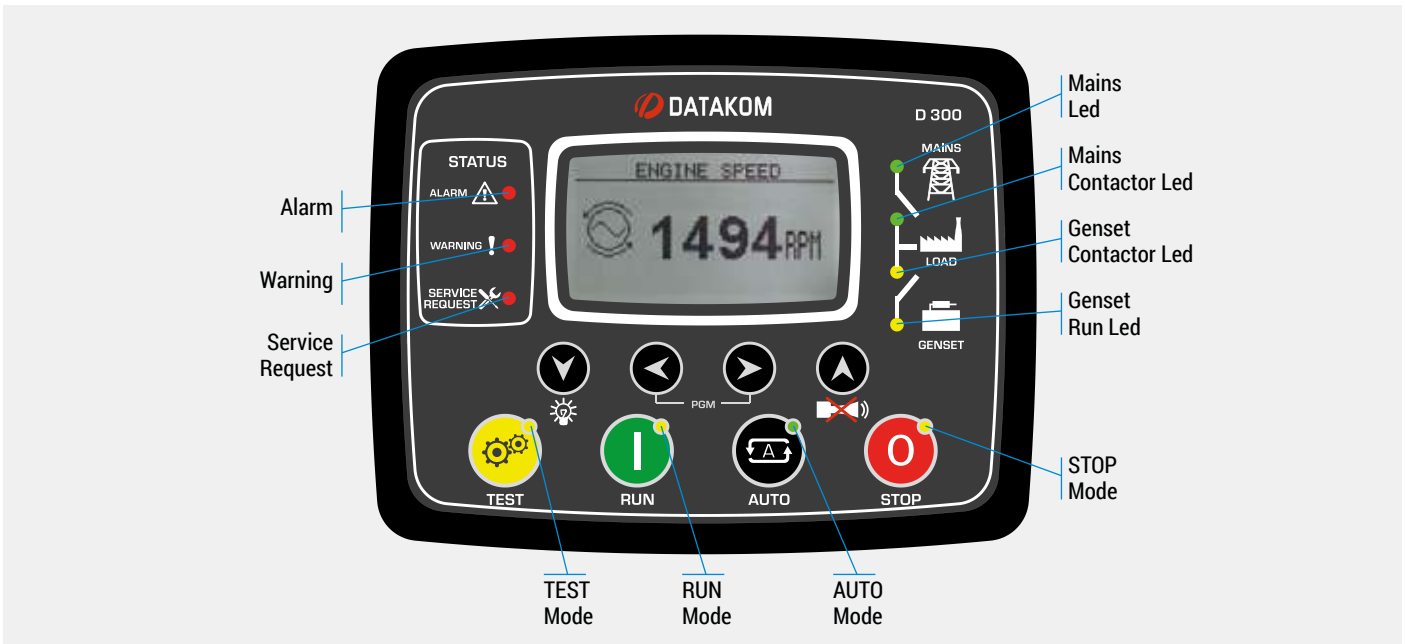 DATAKOM
D 300
STATUS
ALARM
WARNING
SERVICE
REQUEST
ENGINE SPEED
1494 RPM
MAINS
LOAD
GENSET
PGM
A
I
O
TEST
RUN
AUTO
STOP
Alarm
Warning
Service
Request
Mains
Led
Mains
Contactor Led
Genset
Contactor Led
Genset
Run Led
STOP
Mode
TEST
Mode
RUN
Mode
AUTO
Mode